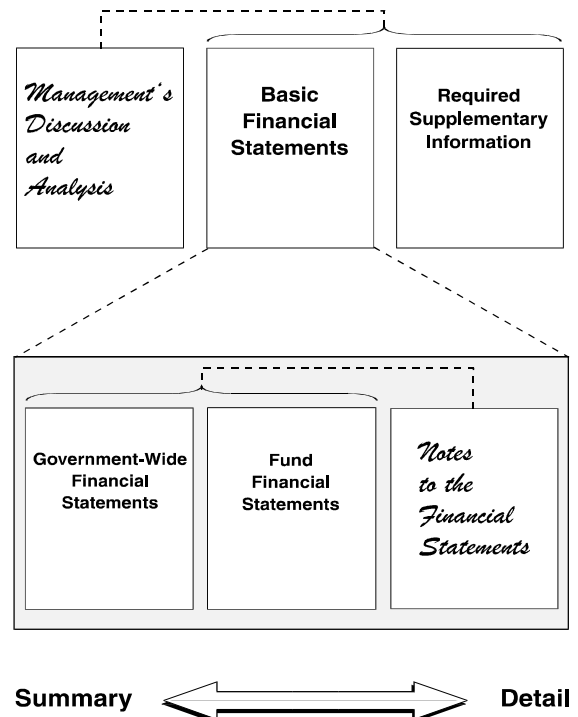 Management's
Discussion
and
Analysis
Basic
Financial
Statements
Required
Supplementary
Information
Government-Wide
Financial
Statements
Fund
Financial
Statements
Notes
to the
Financial
Statements
Summary
Detail